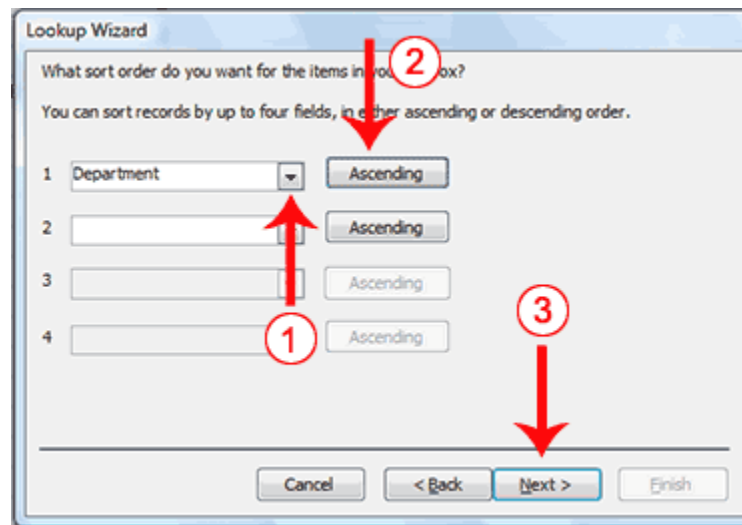 Lookup Wizard
2
What sort order do you want for the items in box?
You can sort records by up to four fields, in either ascending or descending order.
1 Department Ascending
2 Ascending
3 Ascending
3
4 Ascending
1
Cancel < Back Next > Finish